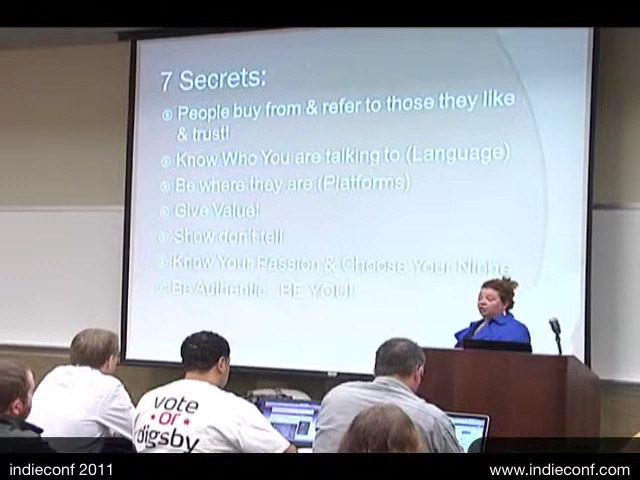 7 Secrets:
People buy from & refer to those they like
& trust!
Know Who You are talking to (Language)
Be where they are (Platforms)
Give Value!
Show don't tell
Know Your Passion & Choose Your Niche
Be Authentic - BE YOU!
vote
or
digsby
indieconf 2011
www.indieconf.com